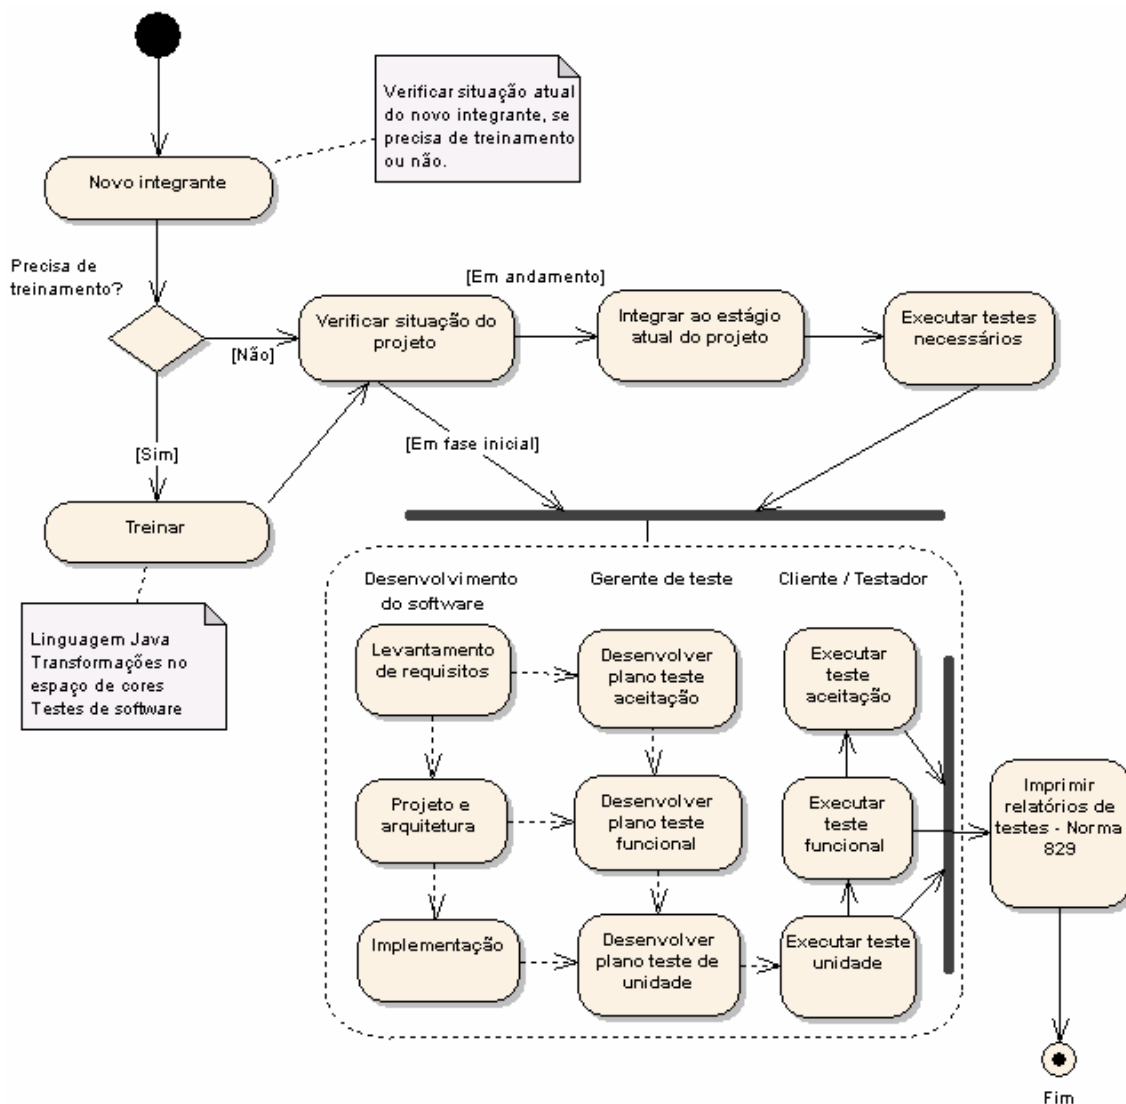 Verificar situação atual
do novo integrante, se
precisa de treinamento
ou não.
Novo integrante
Precisa de
treinamento?
[Não]
[Sim]
Verificar situação do
projeto
[Em andamento]
Integrar ao estágio
atual do projeto
Executar testes
necessários
[Em fase inicial]
Treinar
Linguagem Java
Transformações no
espaço de cores
Testes de software
Desenvolvimento
do software
Gerente de teste
Cliente / Testador
Levantamento
de requisitos
Desenvolver
plano teste
aceitação
Executar
teste
aceitação
Projeto e
arquitetura
Desenvolver
plano teste
funcional
Executar
teste
funcional
Imprimir
relatórios de
testes - Norma
829
Implementação
Desenvolver
plano teste de
unidade
Executar teste
unidade
Fim